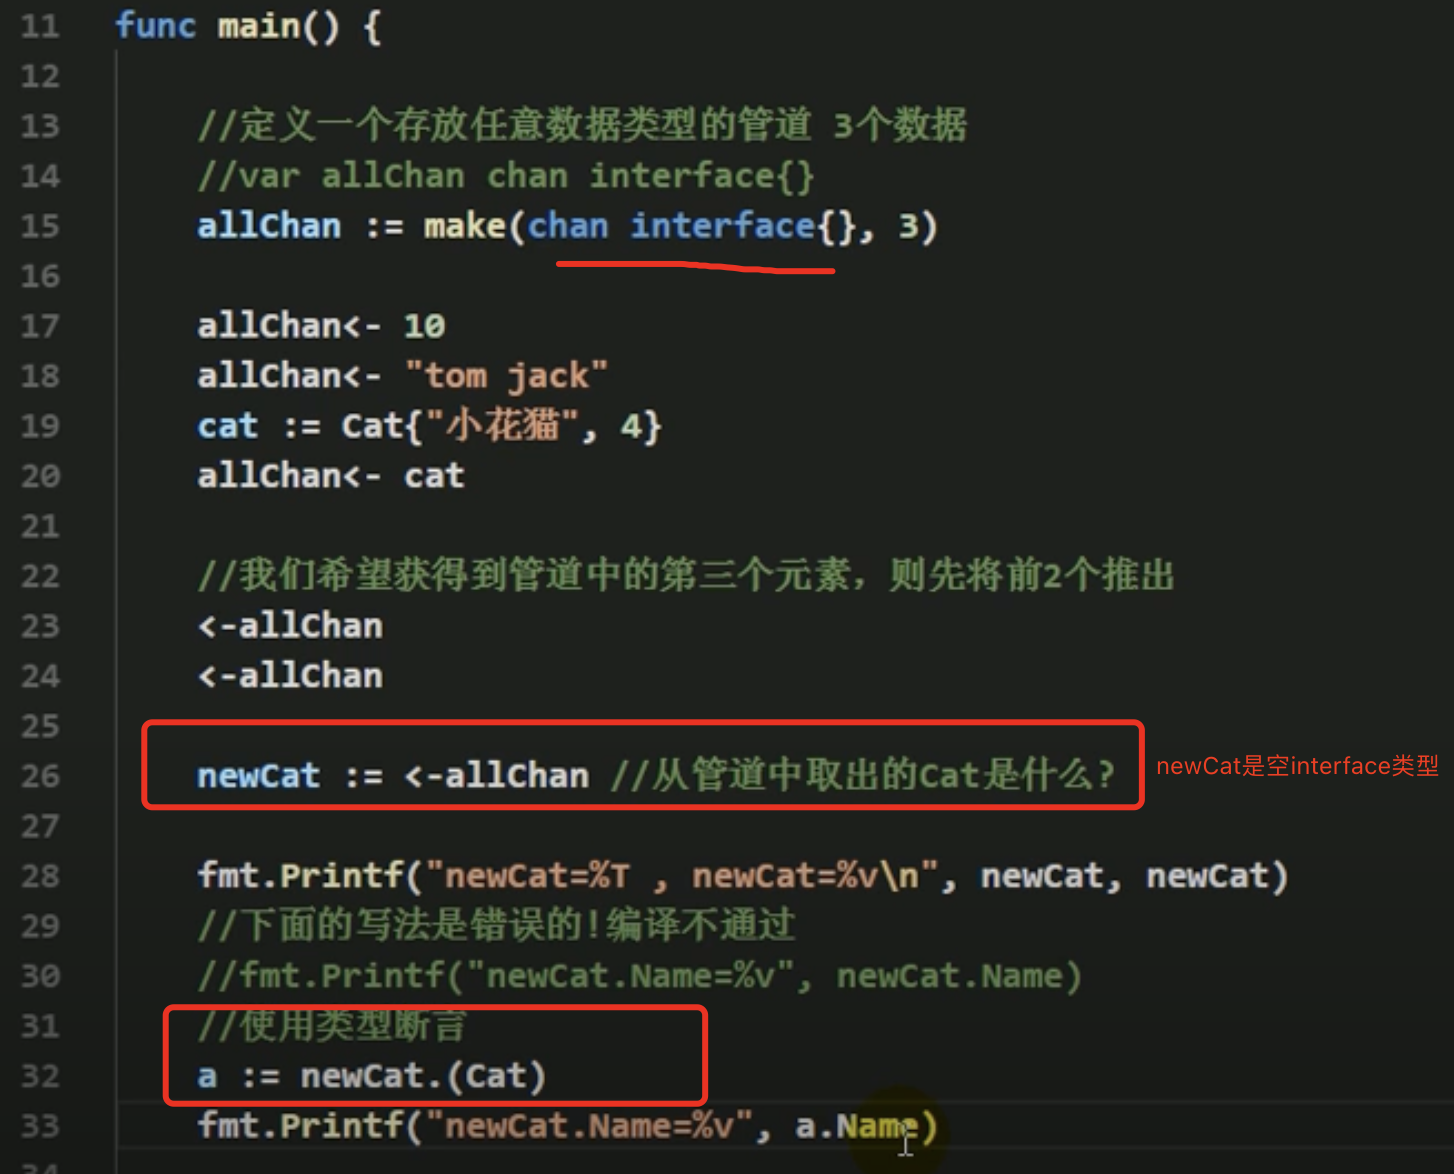 11 func main() {
12
13 //定义一个存放任意数据类型的管道 3个数据
14 //var allChan chan interface{}
15 allChan := make(chan interface{}, 3)
16
17 allChan<- 10
18 allChan<- "tom jack"
19 cat := Cat{"小花猫", 4}
20 allChan<- cat
21
22 //我们希望获得到管道中的第三个元素，则先将前2个推出
23 <-allChan
24 <-allChan
25
26 newCat := <-allChan //从管道中取出的Cat是什么? newCat是空interface类型
27
28 fmt.Printf("newCat=%T , newCat=%v\n", newCat, newCat)
29 //下面的写法是错误的!编译不通过
30 //fmt.Printf("newCat.Name=%v", newCat.Name)
31 //使用类型断言
32 a := newCat.(Cat)
33 fmt.Printf("newCat.Name=%v", a.Name)
34